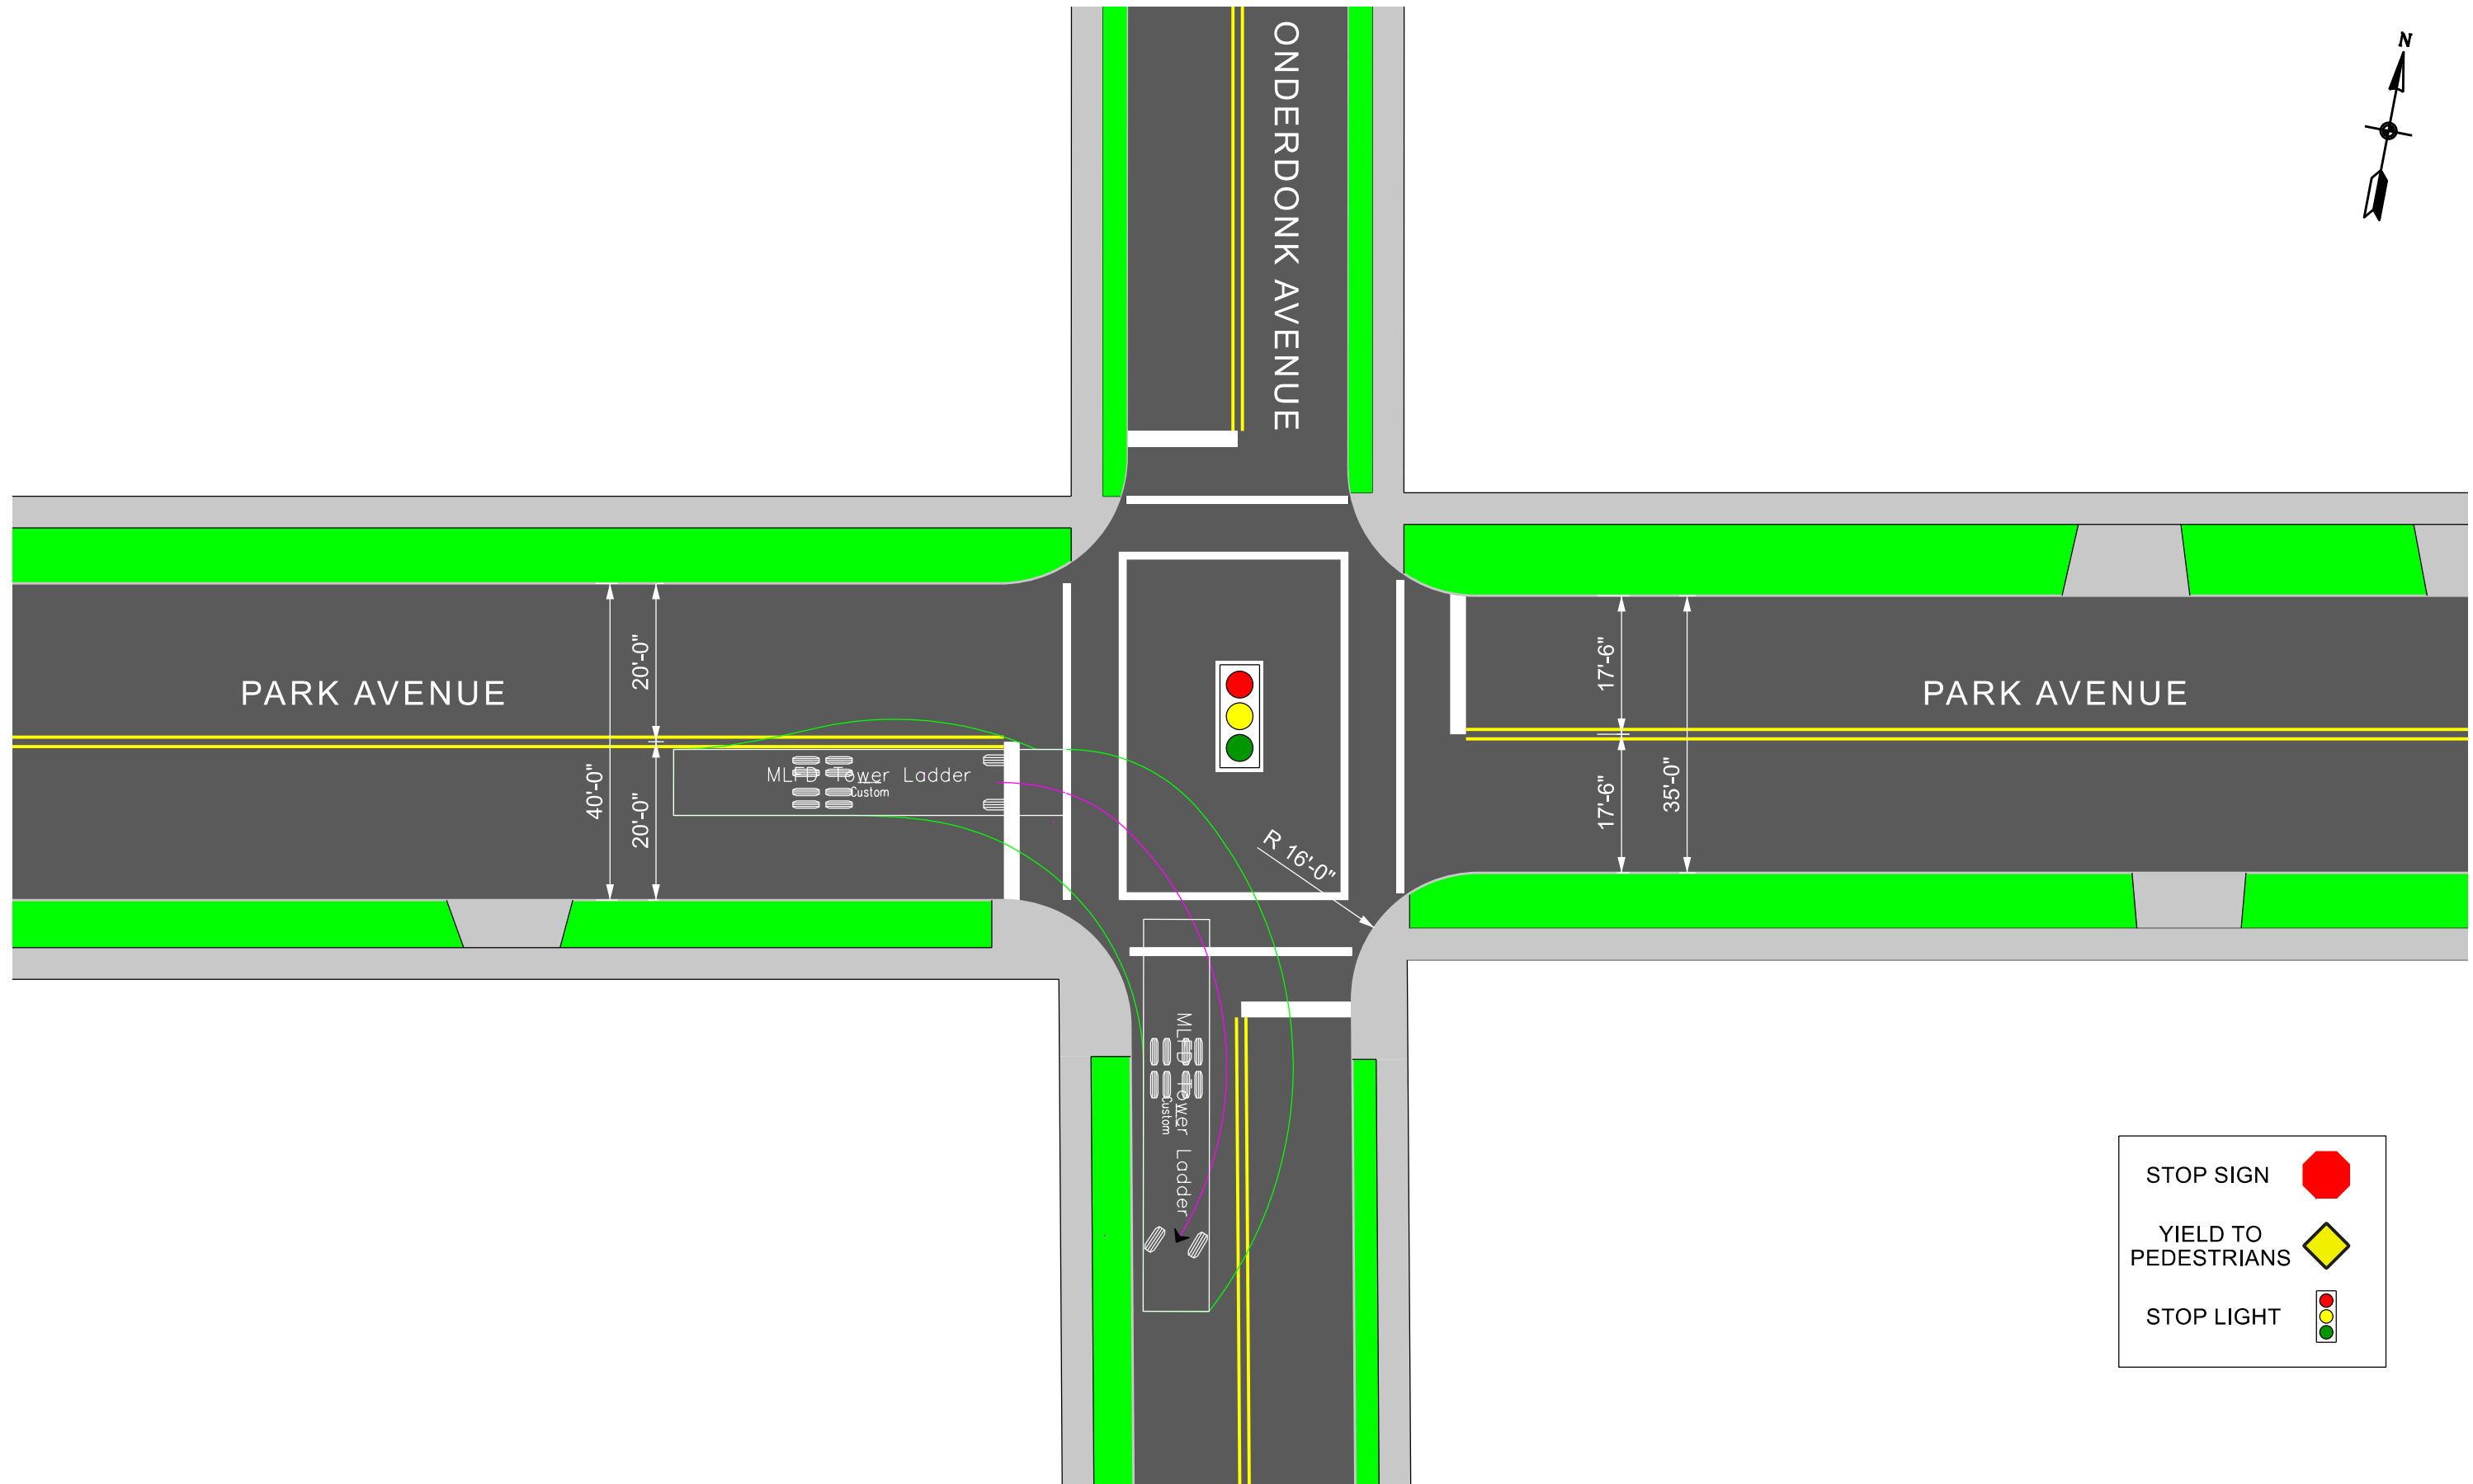 N
ONDERDONK AVENUE
PARK AVENUE
20'-0"
40'-0"
20'-0"
MLFD Tower Ladder
Custom
R 16'-0"
17'-6"
17'-6"
35'-0"
PARK AVENUE
MLFD Tower Ladder
Custom
STOP SIGN
YIELD TO
PEDESTRIANS
STOP LIGHT